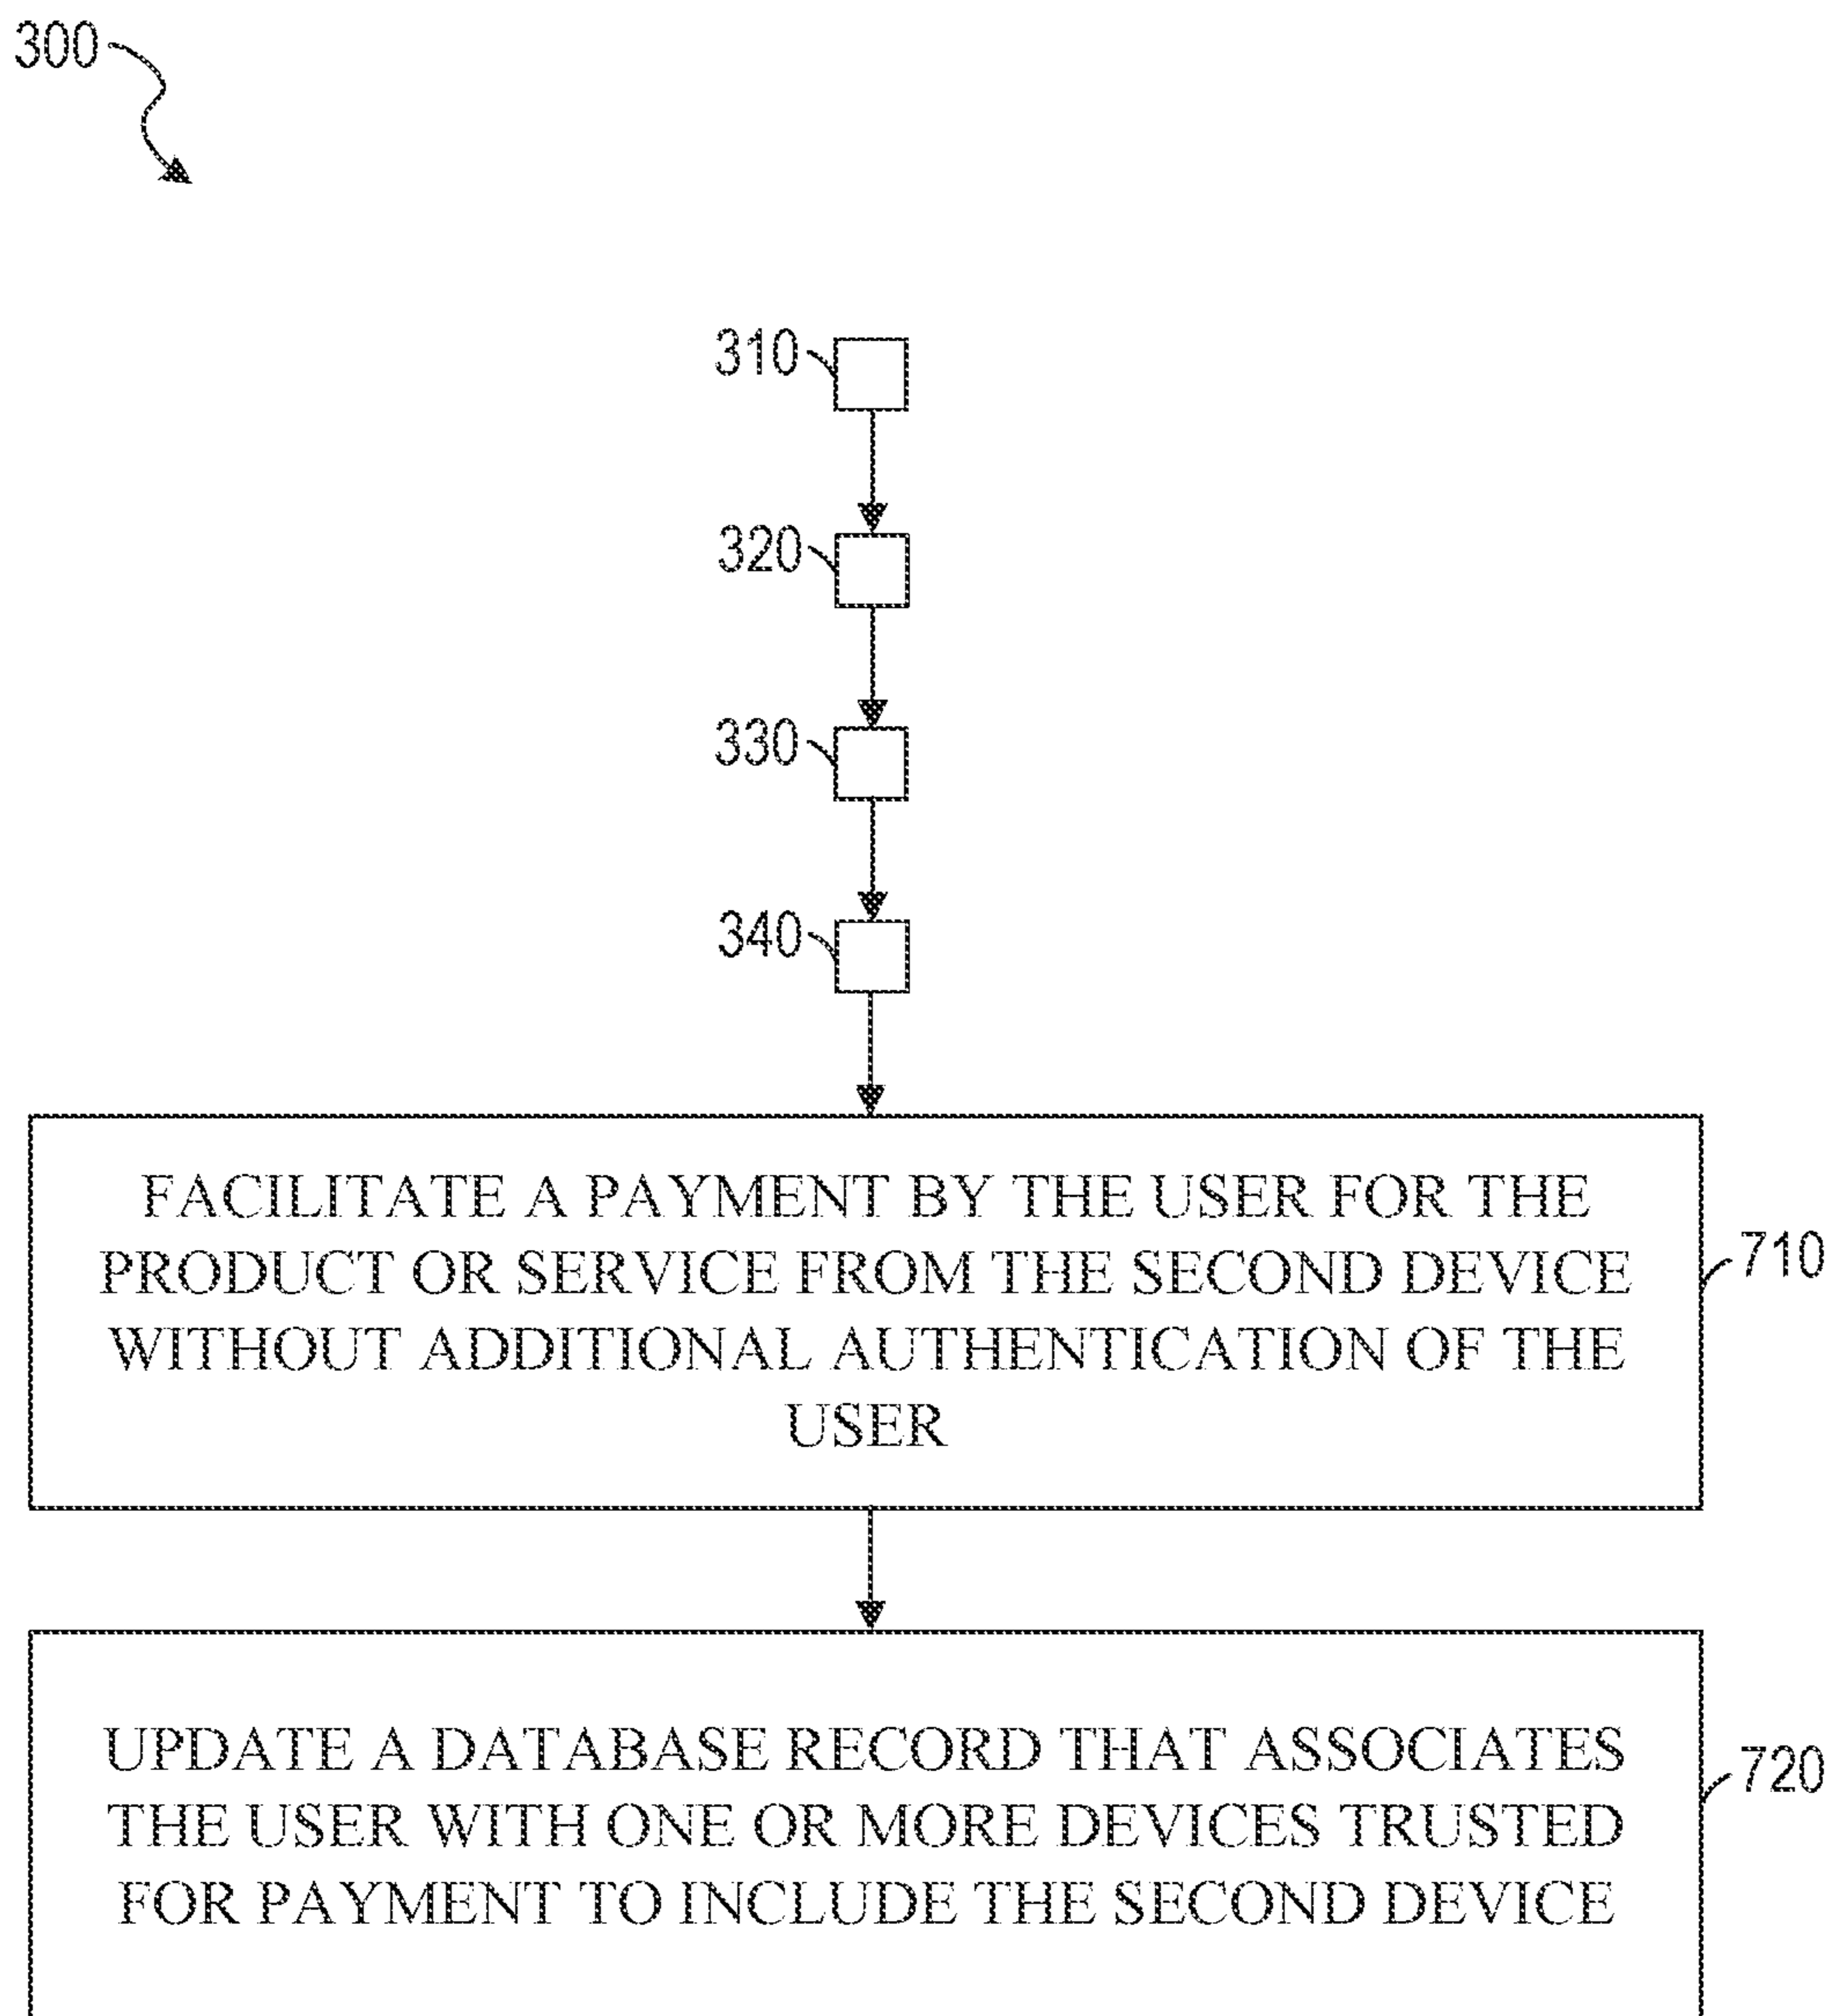 300
310
320
330
340
FACILITATE A PAYMENT BY THE USER FOR THE
PRODUCT OR SERVICE FROM THE SECOND DEVICE
WITHOUT ADDITIONAL AUTHENTICATION OF THE
USER
710
UPDATE A DATABASE RECORD THAT ASSOCIATES
THE USER WITH ONE OR MORE DEVICES TRUSTED
FOR PAYMENT TO INCLUDE THE SECOND DEVICE
720